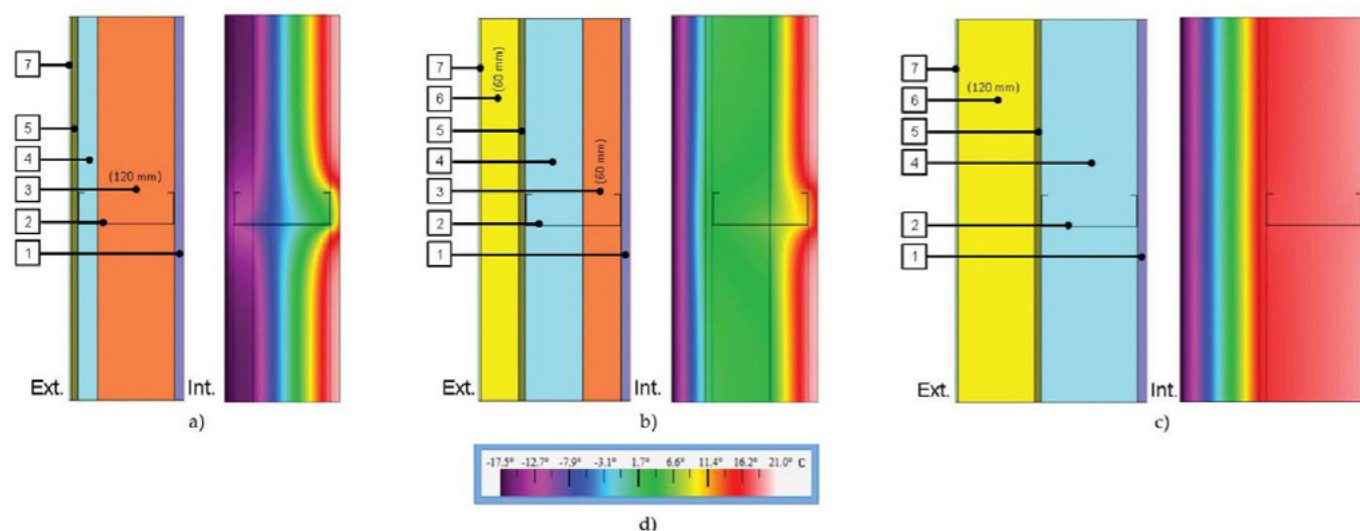 7
5
4
3
2
1
(120 mm)
Ext.
Int.
a)
7
6
5
4
3
2
1
(60 mm)
(60 mm)
Ext.
Int.
b)
7
6
5
4
2
1
(120 mm)
Ext.
Int.
c)
-17.5° -12.7° -7.9° -3.1° 1.7° 6.6° 11.4° 16.2° 21.0° C
d)